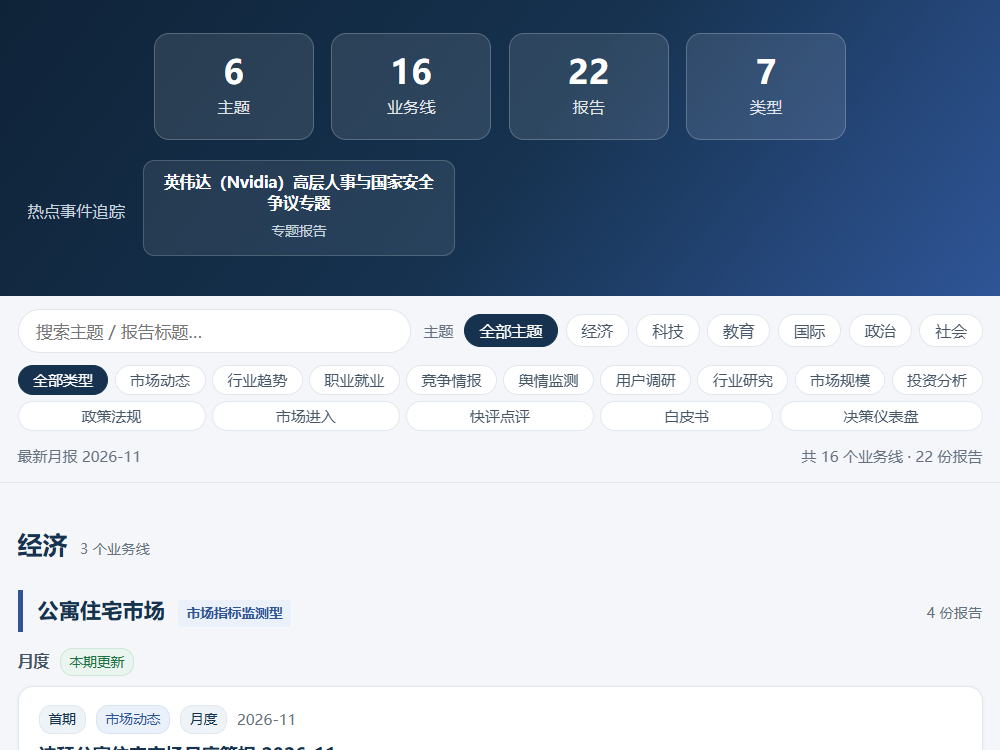 6
主题
16
业务线
22
报告
7
类型
热点事件追踪
英伟达（Nvidia）高层人事与国家安全
争议专题
专题报告
搜索主题 / 报告标题...
主题 全部主题 经济 科技 教育 国际 政治 社会
全部类型 市场动态 行业趋势 职业就业 竞争情报 舆情监测 用户调研 行业研究 市场规模 投资分析
政策法规 市场进入 快评点评 白皮书 决策仪表盘
最新月报 2026-11 共 16 个业务线 · 22 份报告
经济 3 个业务线
公寓住宅市场 市场指标监测型 4 份报告
月度 本期更新
首期 市场动态 月度 2026-11